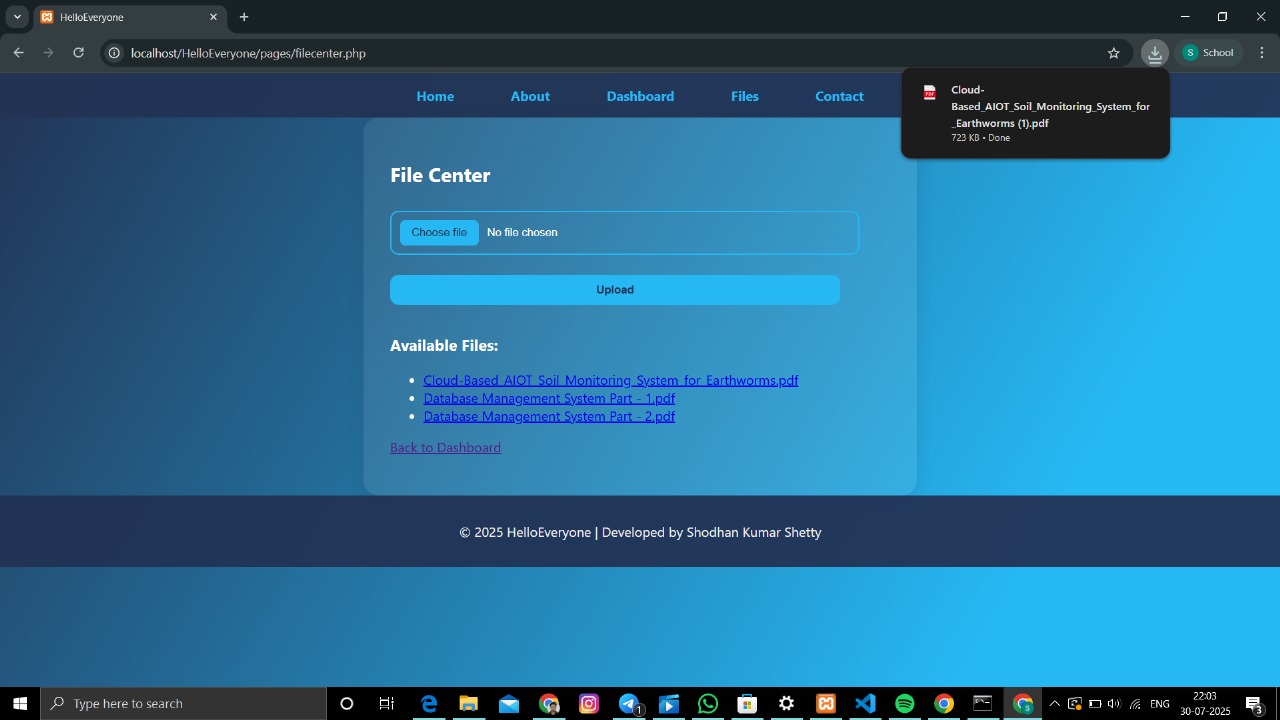 HelloEveryone
localhost/HelloEveryone/pages/filecenter.php
S School
Home About Dashboard Files Contact
Cloud-
Based_AIOT_Soil_Monitoring_System_for
_Earthworms (1).pdf
723 KB • Done
File Center
Choose file No file chosen
Upload
Available Files:
Cloud-Based_AIOT_Soil_Monitoring_System_for_Earthworms.pdf
Database Management System Part - 1.pdf
Database Management System Part - 2.pdf
Back to Dashboard
© 2025 HelloEveryone | Developed by Shodhan Kumar Shetty
Type here to search
1
S
ENG
22:03
30-07-2025
3